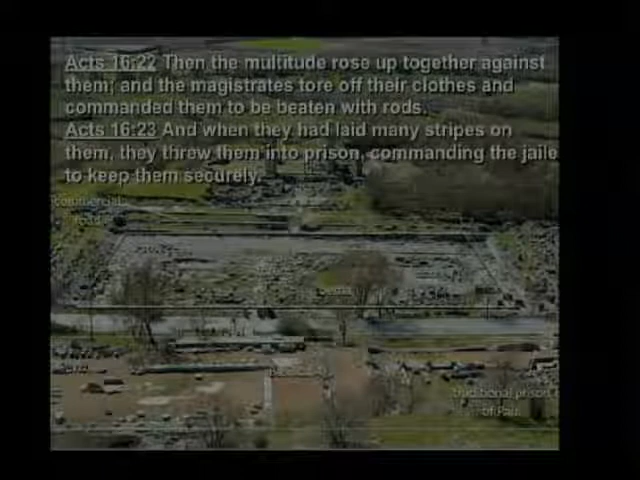 Acts 16:22 Then the multitude rose up together against
them; and the magistrates tore off their clothes and
commanded them to be beaten with rods.
Acts 16:23 And when they had laid many stripes on
them, they threw them into prison, commanding the jaile
to keep them securely.
commercial
road
traditional prison
of Paul